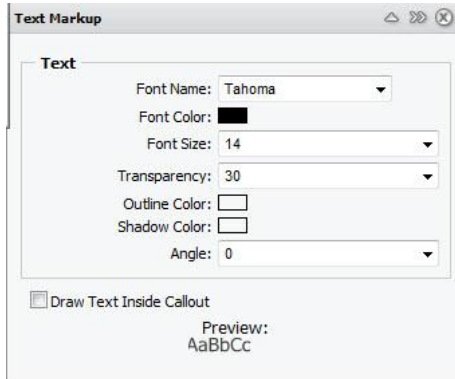 Text Markup
Text
Font Name: Tahoma
Font Color:
Font Size: 14
Transparency: 30
Outline Color:
Shadow Color:
Angle: 0
Draw Text Inside Callout
Preview:
AaBbCc